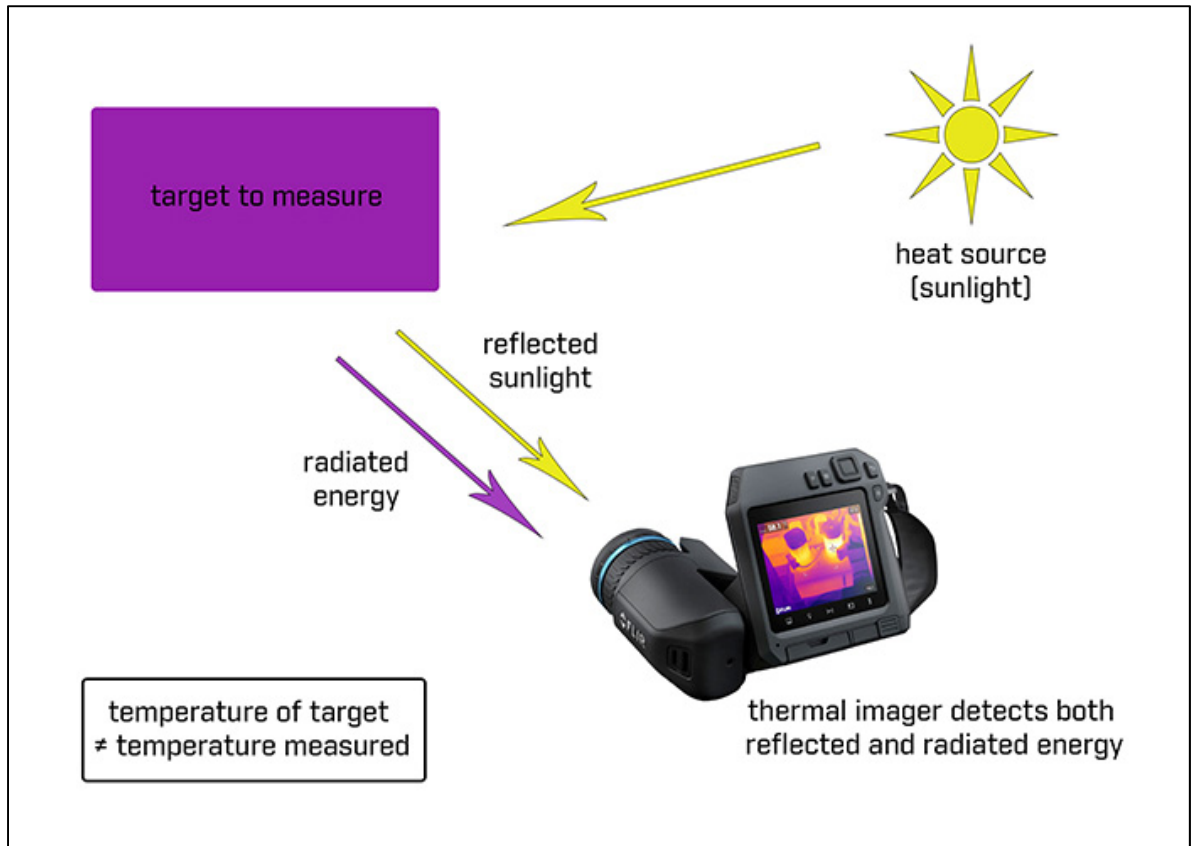 target to measure
heat source
(sunlight)
reflected
sunlight
radiated
energy
FLIR
temperature of target
≠ temperature measured
thermal imager detects both
reflected and radiated energy